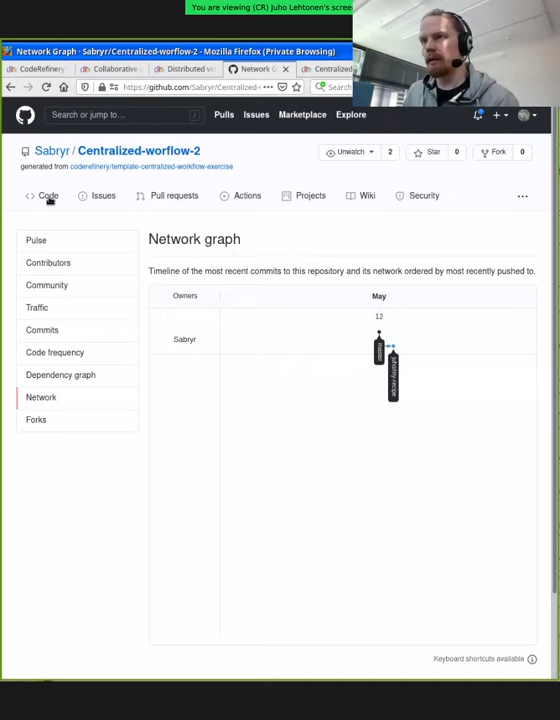 You are viewing (CR) Juho Lehtonen's scree
Network Graph · Sabryr/Centralized-worflow-2 - Mozilla Firefox (Private Browsing)
CodeRefinery
Collaborative
Distributed ve
Network G
Centralized
https://github.com/Sabryr/Centralized-
Search
Search or jump to...
/
Pulls
Issues
Marketplace
Explore
Sabryr / Centralized-worflow-2
Unwatch
2
Star
0
Fork
0
generated from coderefinery/template-centralized-workflow-exercise
Code
Issues
Pull requests
Actions
Projects
Wiki
Security
Pulse
Contributors
Community
Traffic
Commits
Code frequency
Dependency graph
Network
Forks
Network graph
Timeline of the most recent commits to this repository and its network ordered by most recently pushed to.
Owners
May
12
Sabryr
master
Keyboard shortcuts available